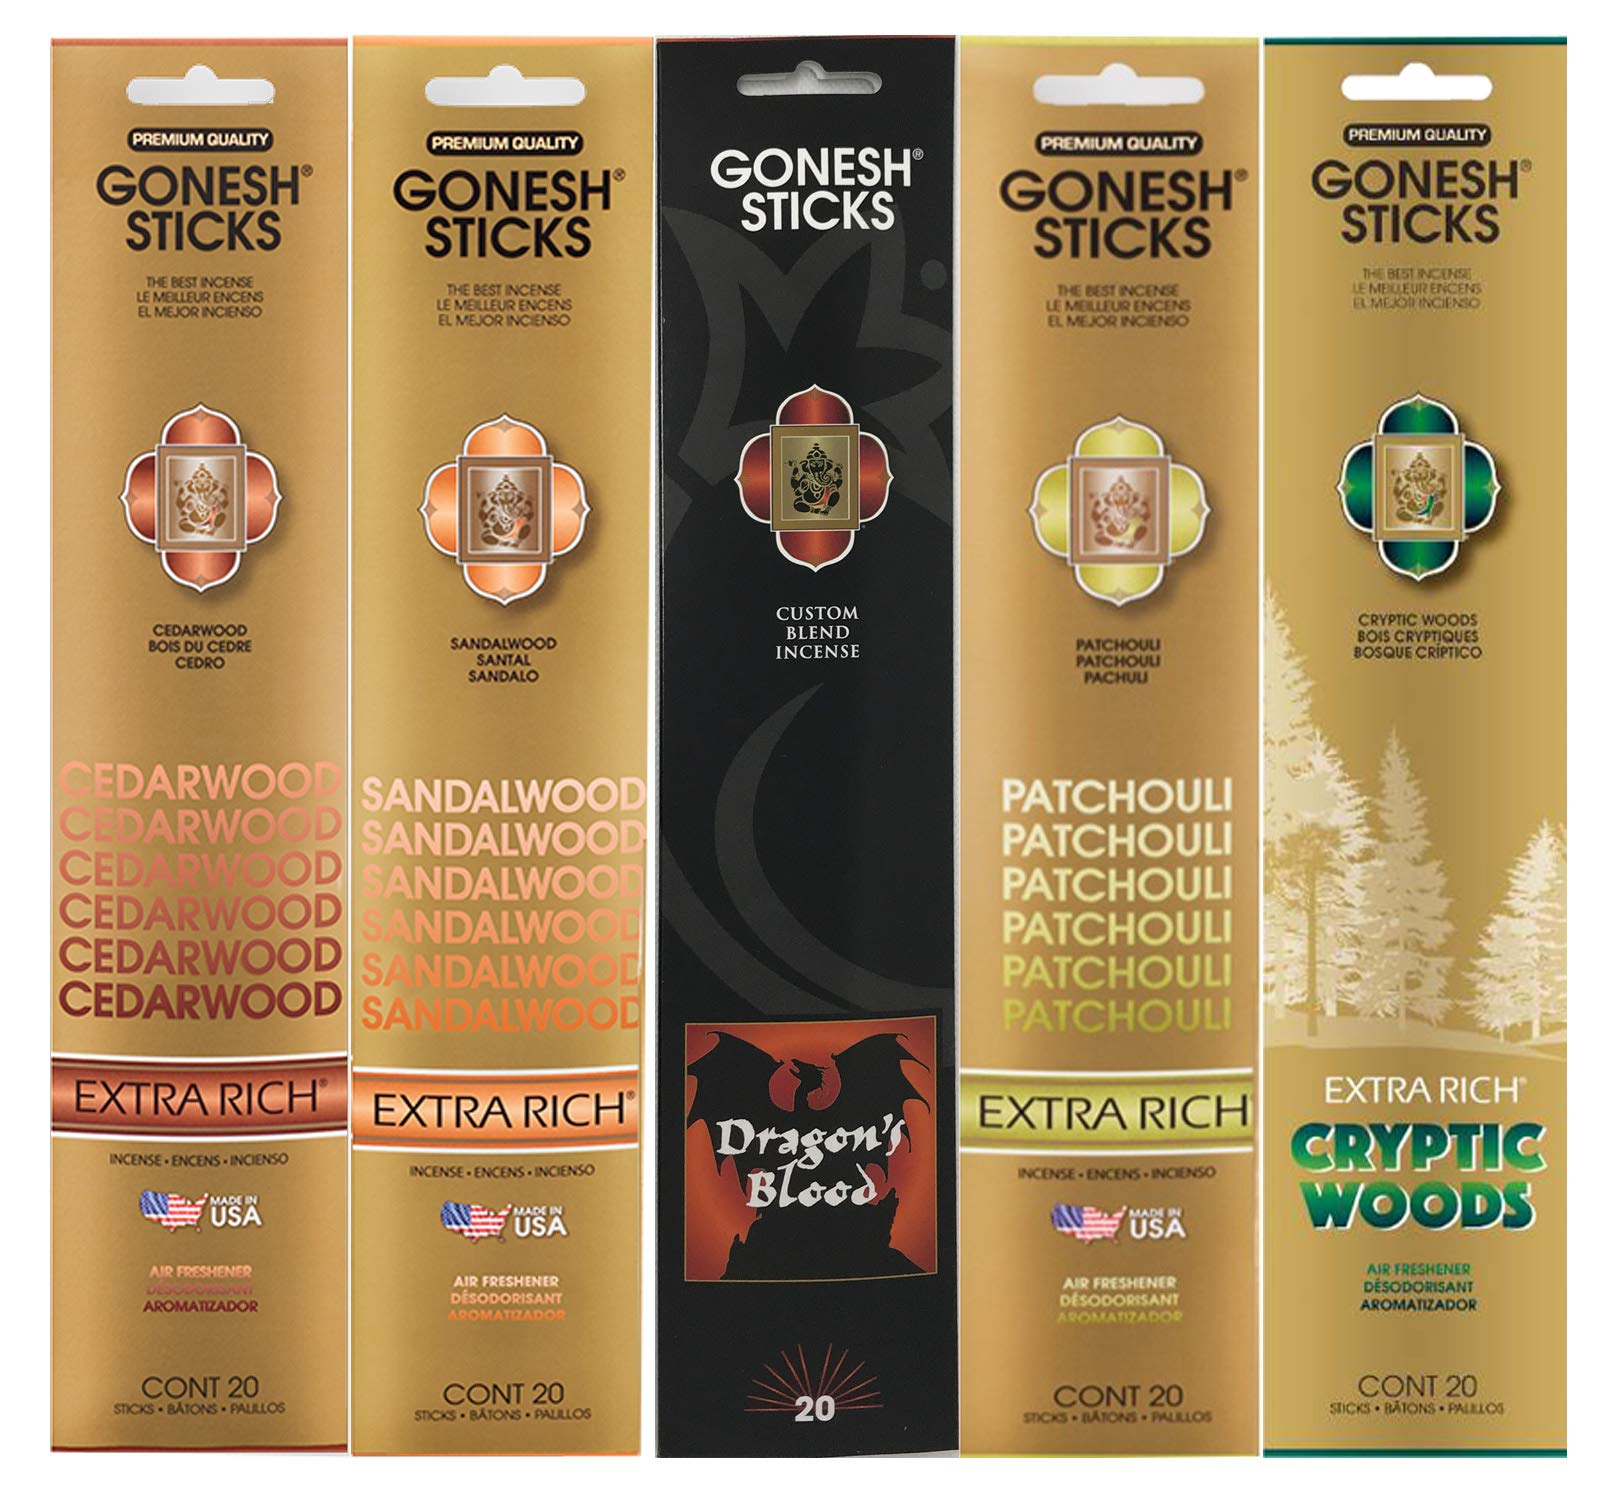 PREMIUM QUALITY
GONESH®
STICKS
THE BEST INCENSE
LE MEILLEUR ENCENS
EL MEJOR INCIENSO
CEDARWOOD
BOIS DU CEDRE
CEDRO
CEDARWOOD
CEDARWOOD
CEDARWOOD
CEDARWOOD
CEDARWOOD
CEDARWOOD
EXTRA RICH®
INCENSE • ENCENS • INCIENSO
MADE IN
USA
AIR FRESHENER
DÉSODORISANT
AROMATIZADOR
CONT 20
STICKS • BÂTONS • PALILLOS
PREMIUM QUALITY
GONESH®
STICKS
THE BEST INCENSE
LE MEILLEUR ENCENS
EL MEJOR INCIENSO
SANDALWOOD
SANTAL
SANDALO
SANDALWOOD
SANDALWOOD
SANDALWOOD
SANDALWOOD
SANDALWOOD
SANDALWOOD
EXTRA RICH®
INCENSE • ENCENS • INCIENSO
MADE IN
USA
AIR FRESHENER
DÉSODORISANT
AROMATIZADOR
CONT 20
STICKS • BÂTONS • PALILLOS
GONESH®
STICKS
CUSTOM
BLEND
INCENSE
Dragon's
Blood
20
PREMIUM QUALITY
GONESH®
STICKS
THE BEST INCENSE
LE MEILLEUR ENCENS
EL MEJOR INCIENSO
PATCHOULI
PATCHOULI
PACHULI
PATCHOULI
PATCHOULI
PATCHOULI
PATCHOULI
PATCHOULI
PATCHOULI
EXTRA RICH
INCENSE • ENCENS • INCIENSO
MADE IN
USA
AIR FRESHENER
DÉSODORISANT
AROMATIZADOR
CONT 20
STICKS • BÂTONS • PALILLOS
PREMIUM QUALITY
GONESH®
STICKS
THE BEST INCENSE
LE MEILLEUR ENCENS
EL MEJOR INCIENSO
CRYPTIC WOODS
BOIS CRYPTIQUES
BOSQUE CRÍPTICO
EXTRA RICH®
CRYPTIC
WOODS
AIR FRESHENER
DÉSODORISANT
AROMATIZADOR
CONT 20
STICKS • BÂTONS • PALILLOS